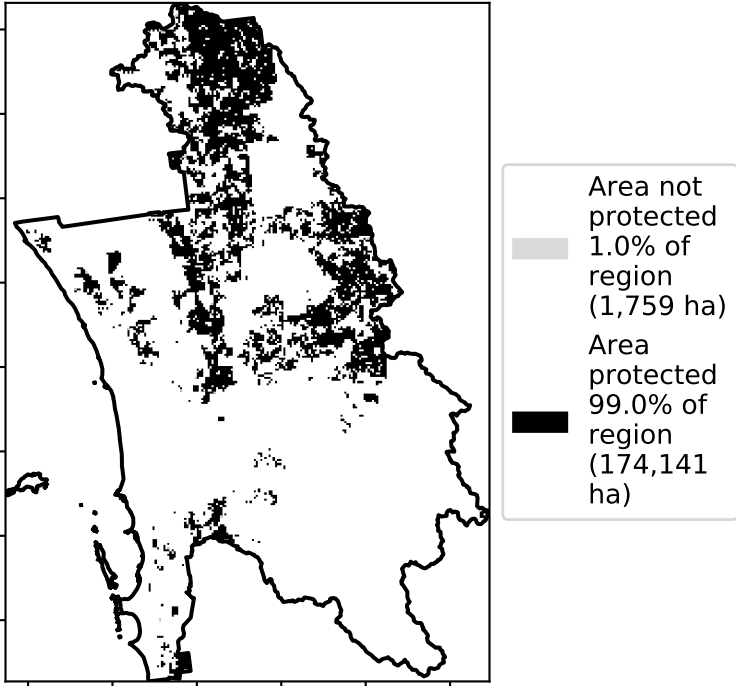 Area not
protected
1.0% of
region
(1,759 ha)
Area
protected
99.0% of
region
(174,141
ha)